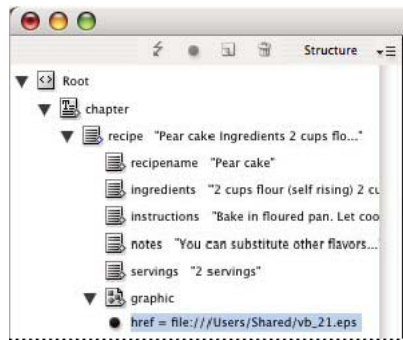 Structure
Root
chapter
recipe "Pear cake Ingredients 2 cups flo..."
recipename "Pear cake"
ingredients "2 cups flour (self rising) 2 cu
instructions "Bake in floured pan. Let coo
notes "You can substitute other flavors...
servings "2 servings"
graphic
href = file:///Users/Shared/vb_21.eps